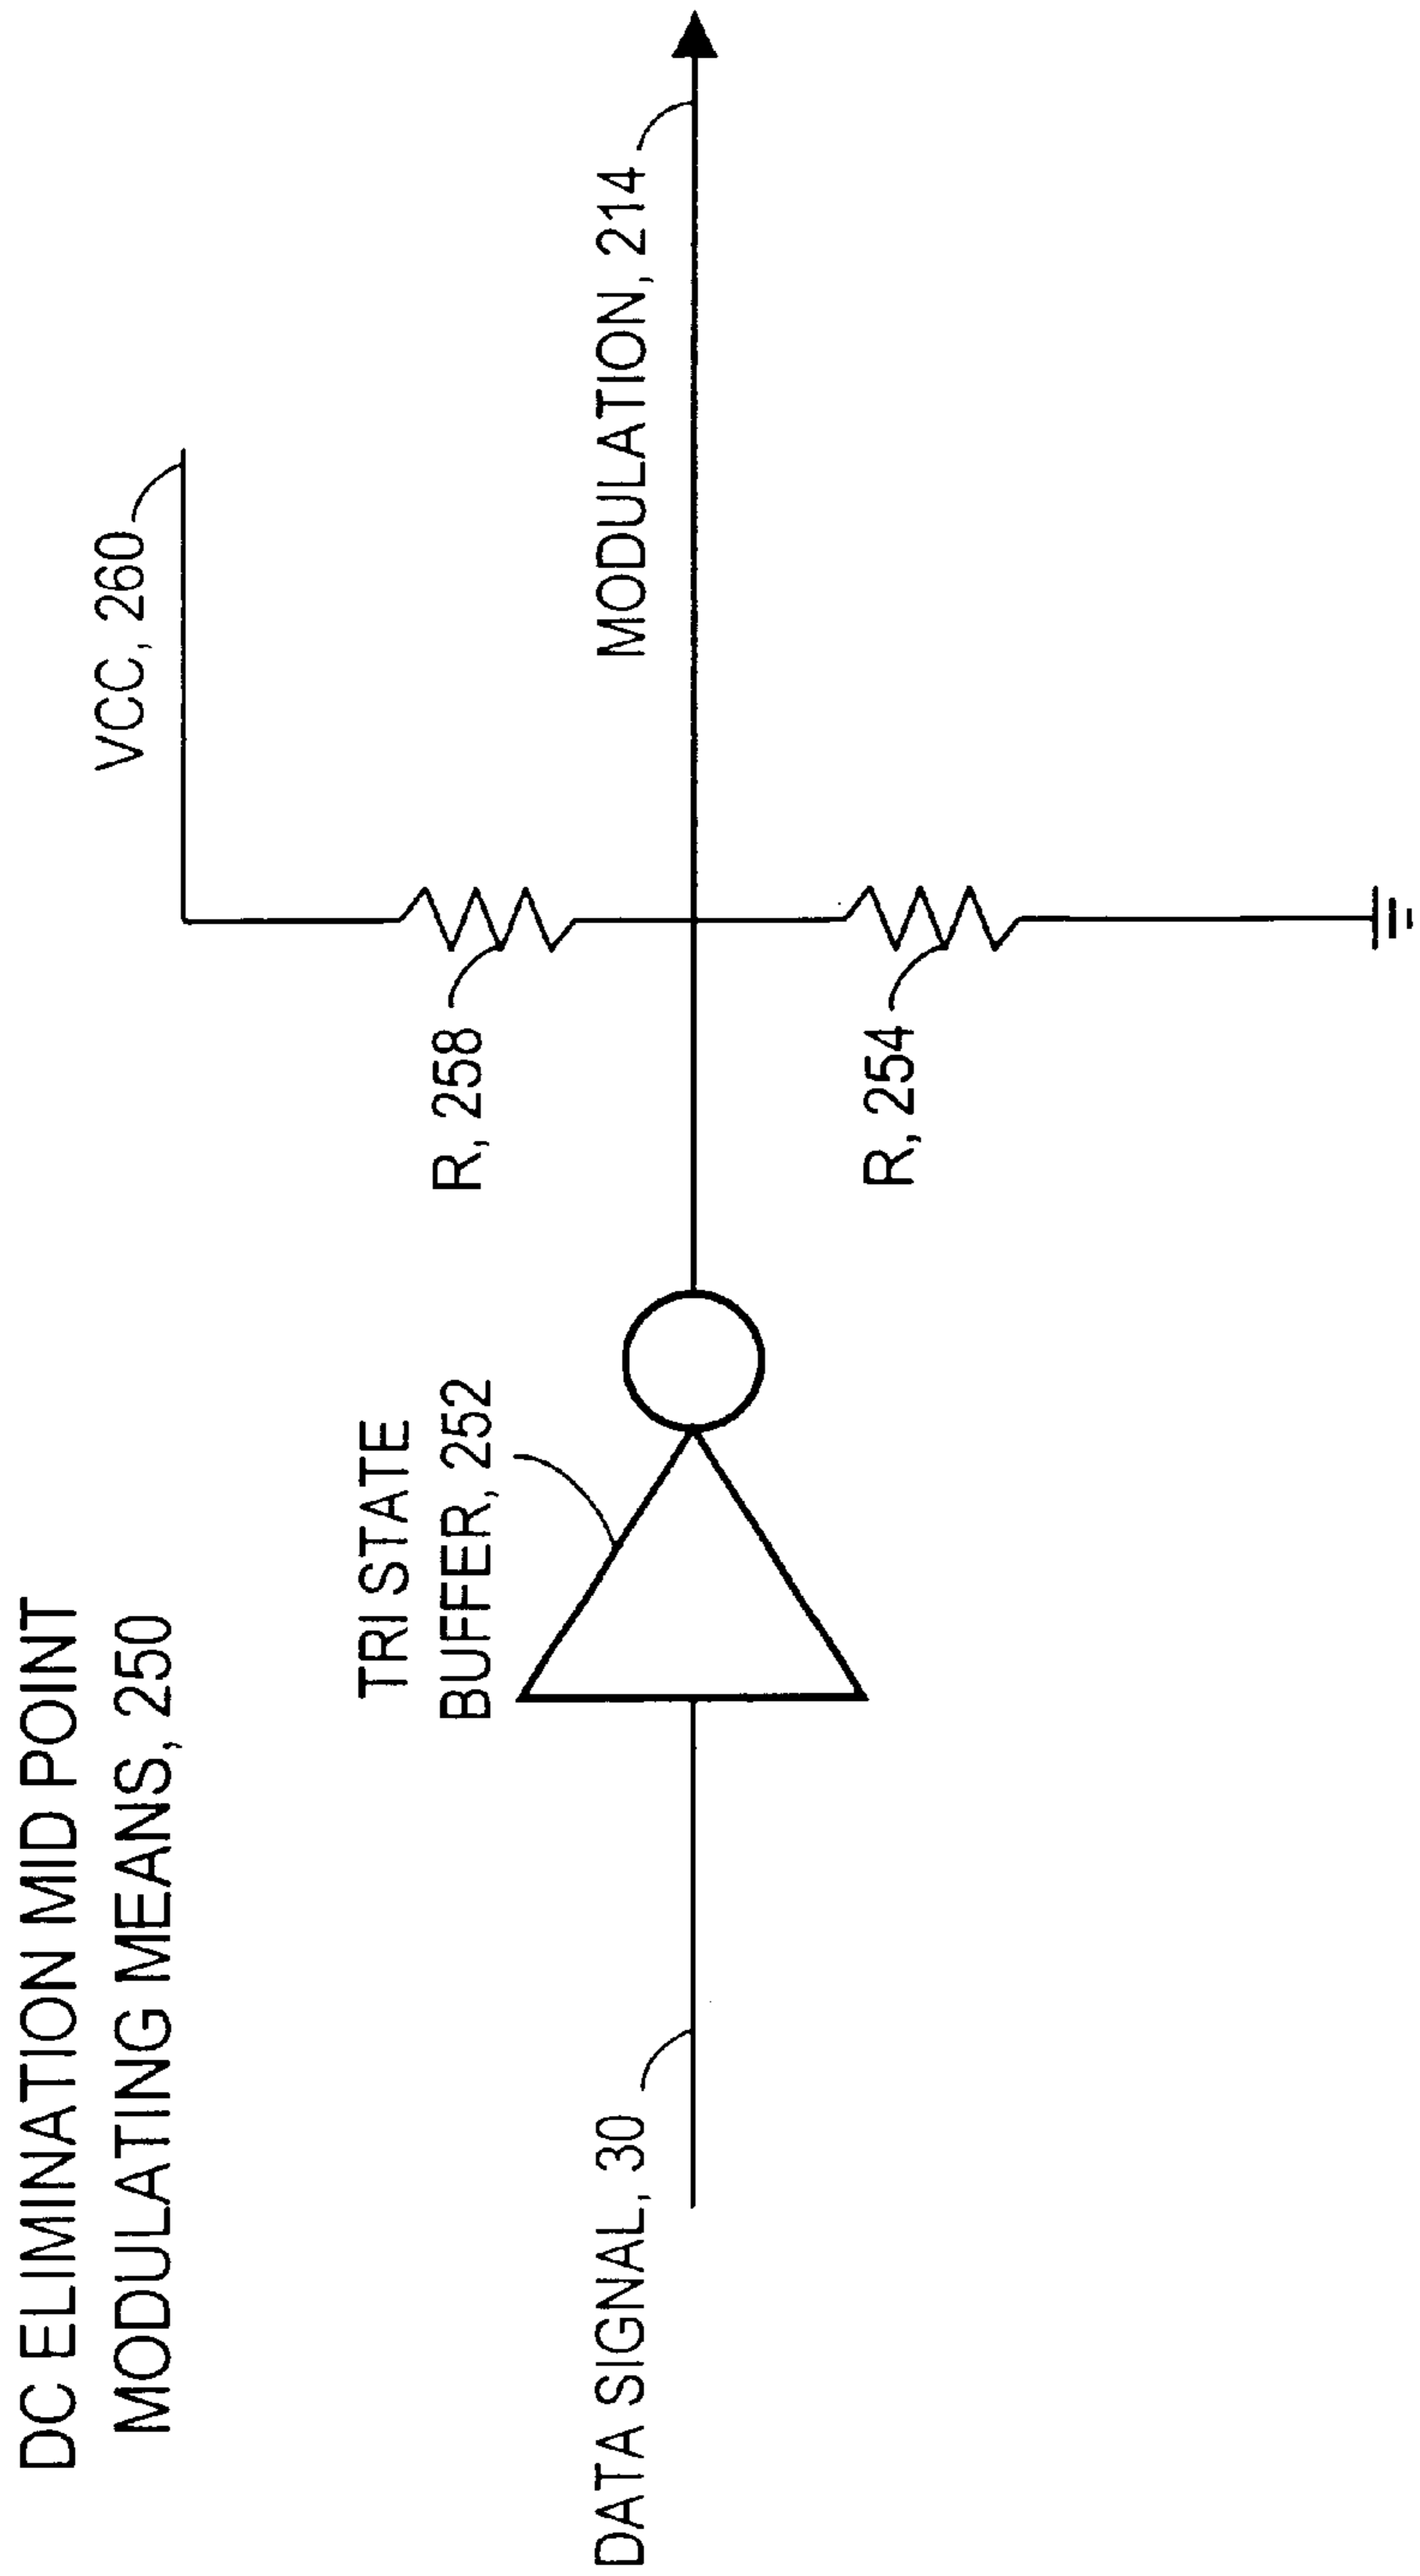 DC ELIMINATION MID POINT
MODULATING MEANS, 250
VCC, 260
TRI STATE
BUFFER, 252
R, 258
DATA SIGNAL, 30
MODULATION, 214
R, 254